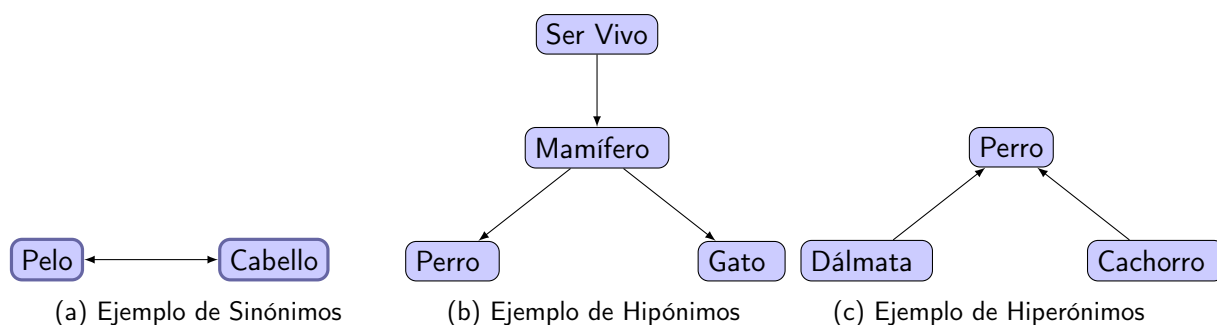 Ser Vivo
Mamífero
Perro
Pelo
Cabello
Perro
Gato
Dálmata
Cachorro
(a) Ejemplo de Sinónimos
(b) Ejemplo de Hipónimos
(c) Ejemplo de Hiperónimos